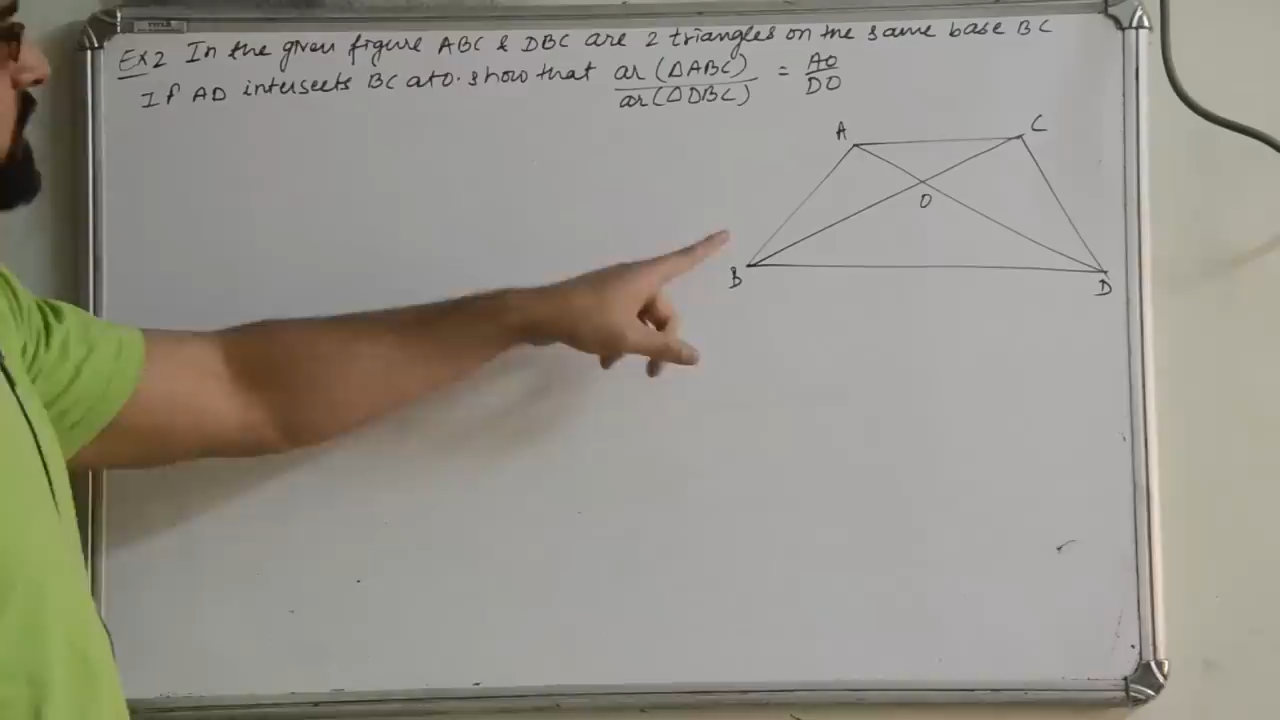 Ex2 In the given figure ABC & DBC are 2 triangles on the same base BC
If AD intersects BC at O. show that ar (ΔABC) / ar (ΔDBC) = AO / DO
A
C
O
B
D